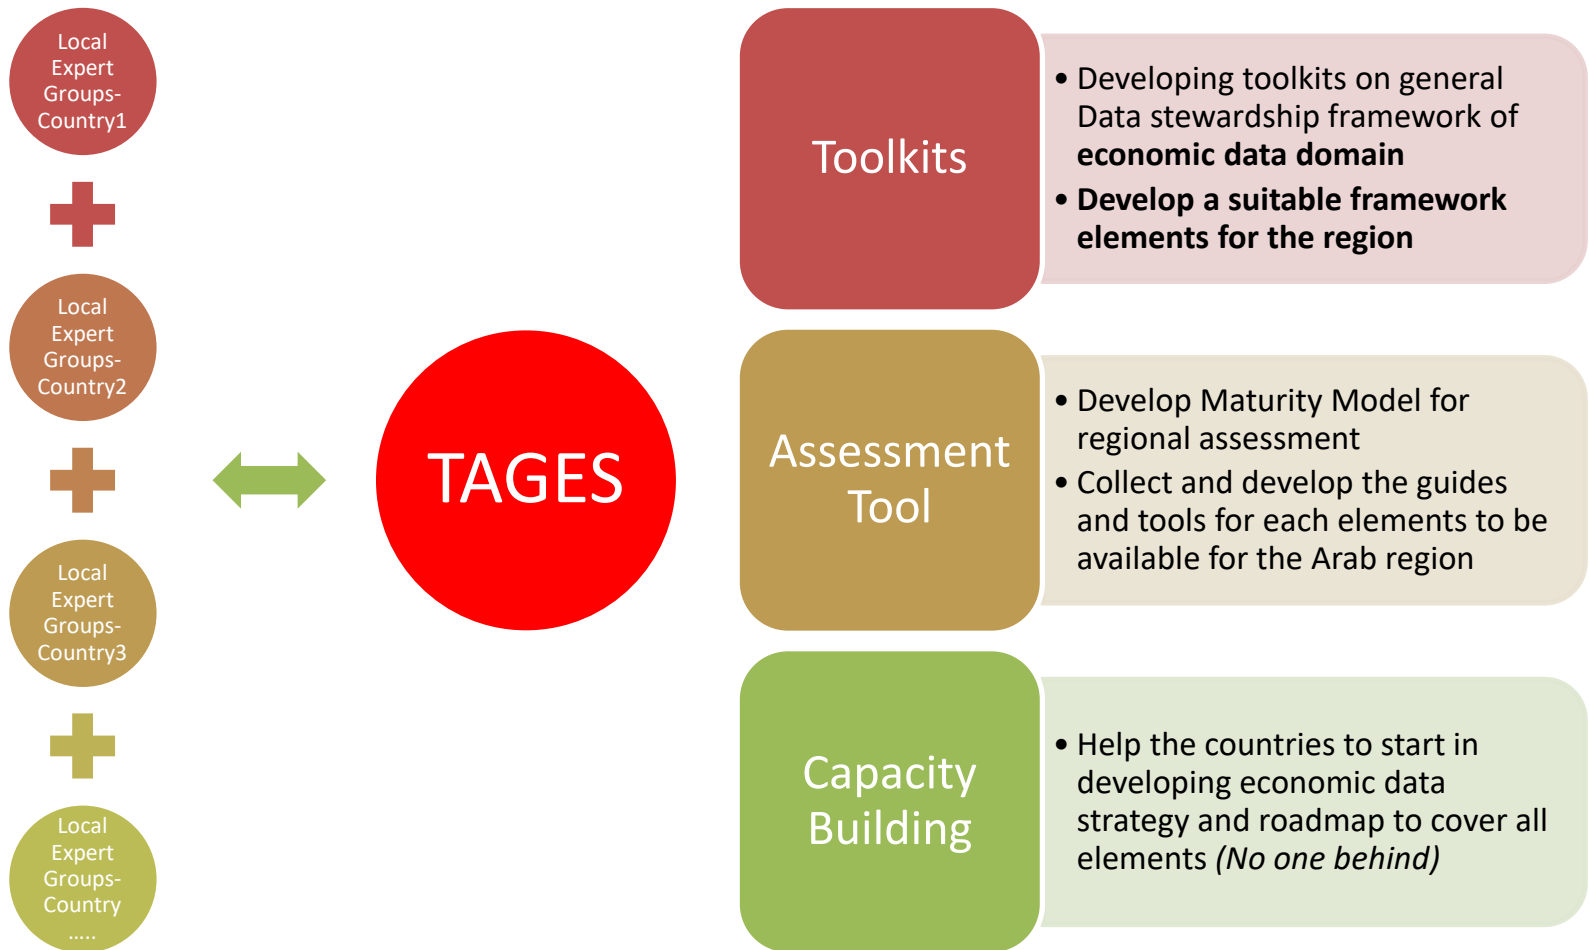 Local
Expert
Groups-
Country1
Local
Expert
Groups-
Country2
Local
Expert
Groups-
Country3
Local
Expert
Groups-
Country
.....
TAGES
Toolkits
• Developing toolkits on general
Data stewardship framework of
economic data domain
• Develop a suitable framework
elements for the region
Assessment
Tool
• Develop Maturity Model for
regional assessment
• Collect and develop the guides
and tools for each elements to be
available for the Arab region
Capacity
Building
• Help the countries to start in
developing economic data
strategy and roadmap to cover all
elements (No one behind)